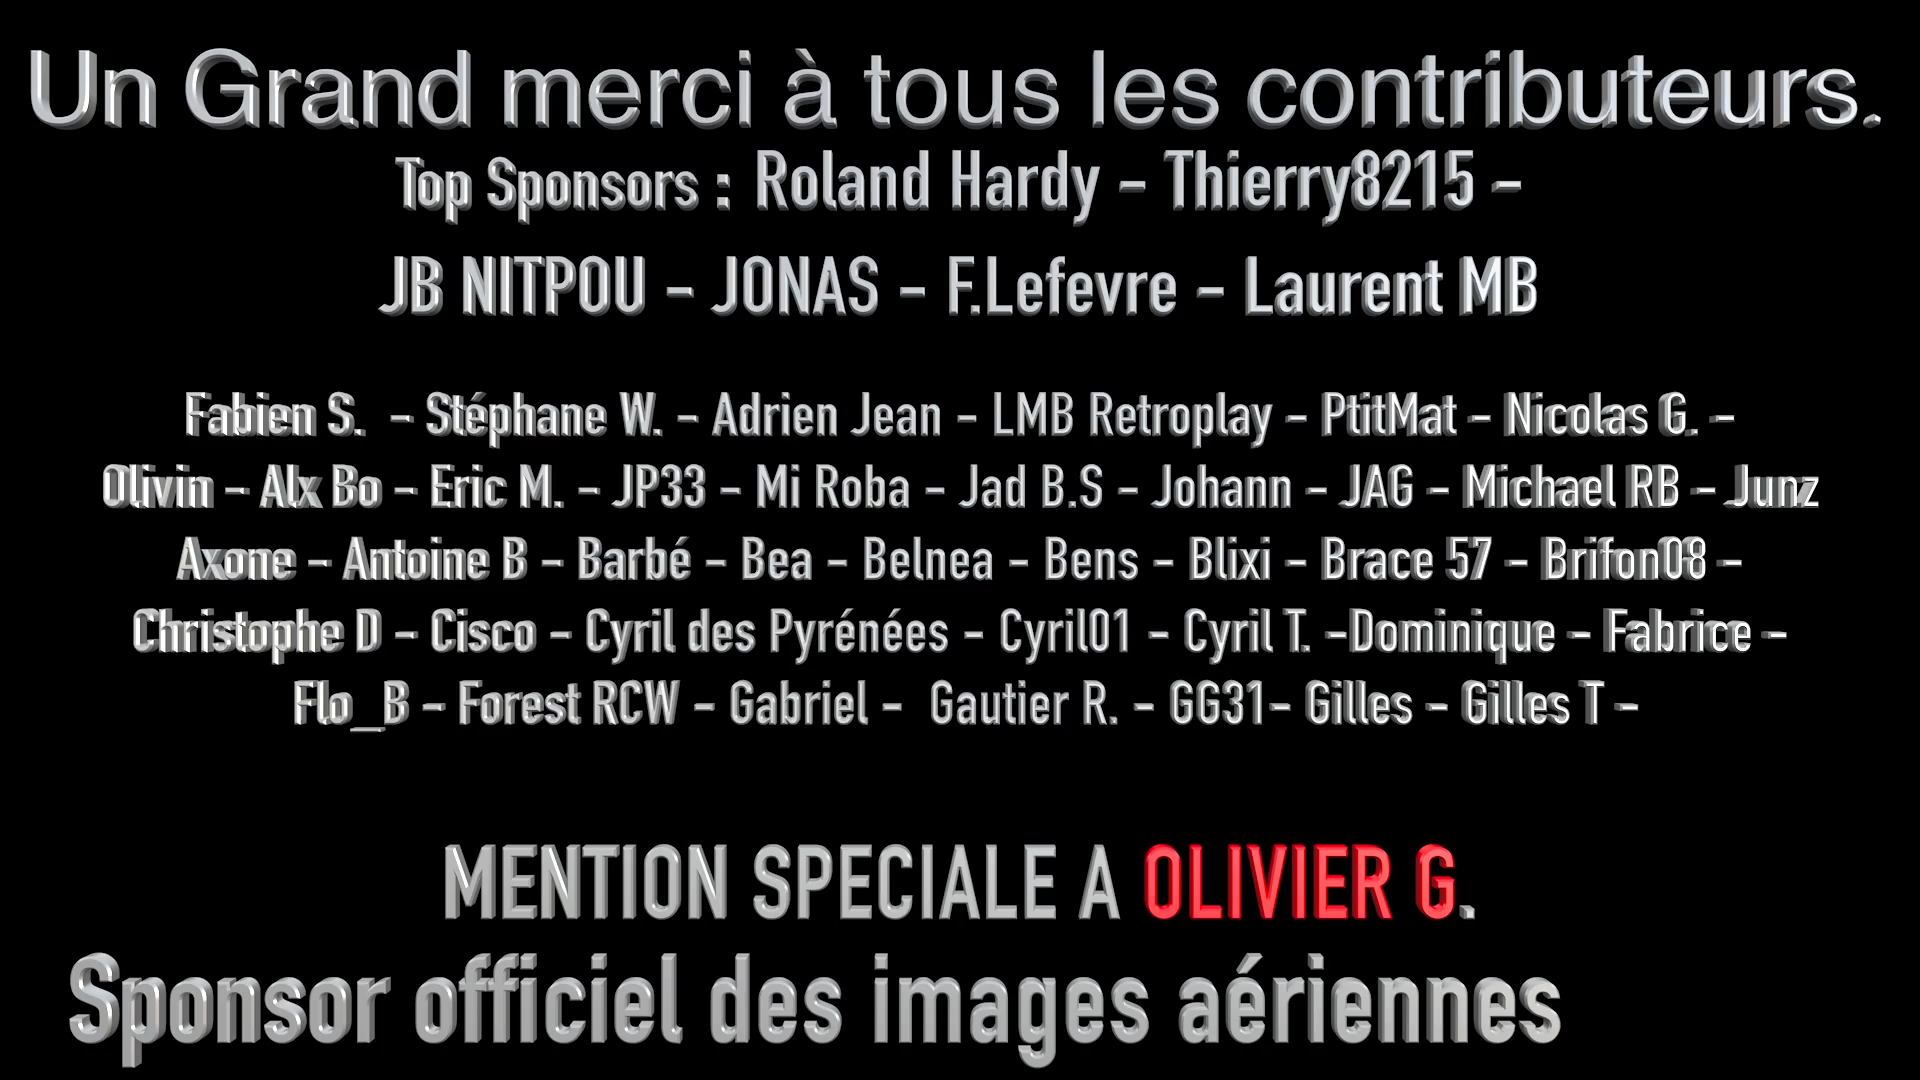 Un Grand merci à tous les contributeurs.
Top Sponsors : Roland Hardy - Thierry8215 -
JB NITPOU - JONAS - F.Lefevre - Laurent MB
Fabien S. - Stéphane W. - Adrien Jean - LMB Retroplay - PtitMat - Nicolas G. -
Olivin - Alx Bo - Eric M. - JP33 - Mi Roba - Jad B.S - Johann - JAG - Michael RB - Junz
Axone - Antoine B - Barbé - Bea - Belnea - Bens - Blixi - Brace 57 - Brifon08 -
Christophe D - Cisco - Cyril des Pyrénées - Cyril01 - Cyril T. -Dominique - Fabrice -
Flo_B - Forest RCW - Gabriel - Gautier R. - GG31- Gilles - Gilles T -
MENTION SPECIALE A OLIVIER G.
Sponsor officiel des images aériennes